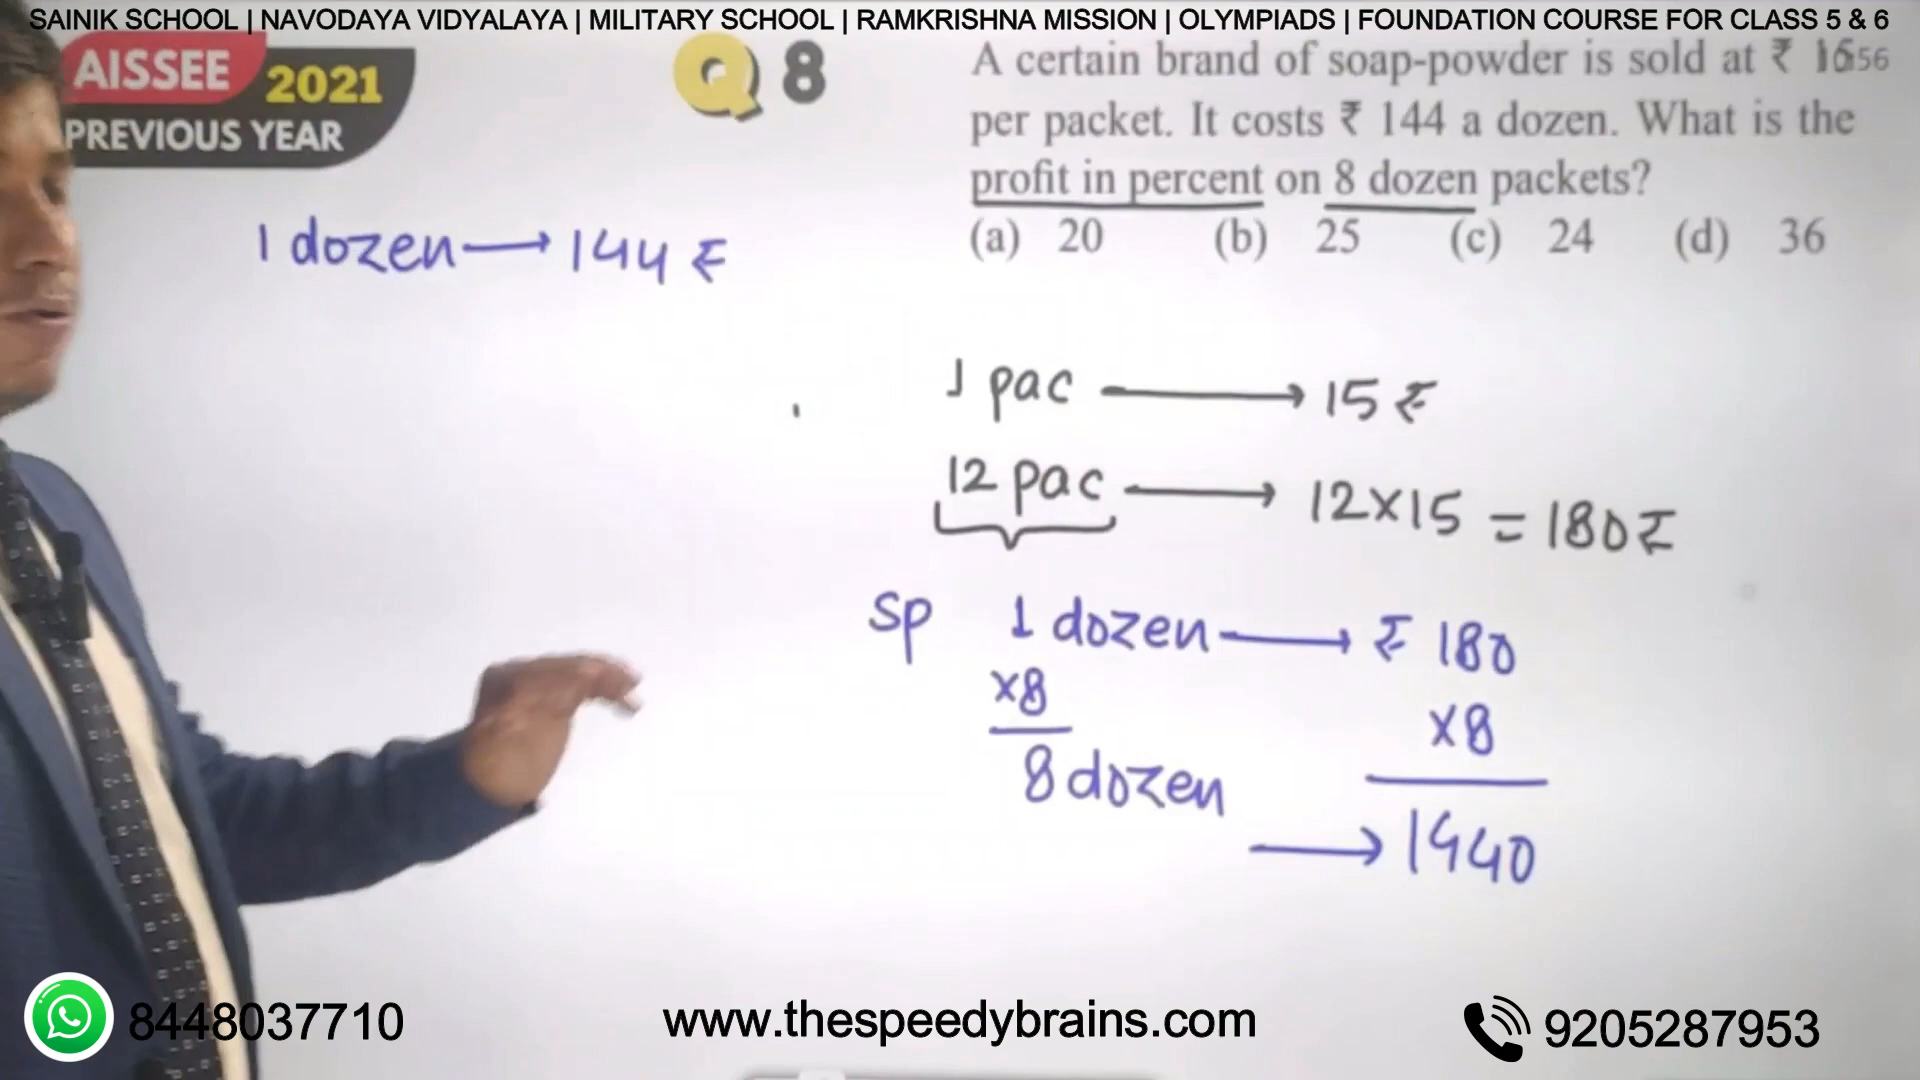 SAINIK SCHOOL | NAVODAYA VIDYALAYA | MILITARY SCHOOL | RAMKRISHNA MISSION | OLYMPIADS | FOUNDATION COURSE FOR CLASS 5 & 6
AISSEE 2021
PREVIOUS YEAR
Q 8
A certain brand of soap-powder is sold at ₹
per packet. It costs ₹ 144 a dozen. What is the
profit in percent on 8 dozen packets?
(a) 20 (b) 25 (c) 24 (d) 36
1 dozen → 144 ₹
1 pac → 15 ₹
12 pac → 12×15 = 180₹
SP 1 dozen → ₹ 180
×8 ×8
8 dozen
→ 1440
8448037710
www.thespeedybrains.com
9205287953